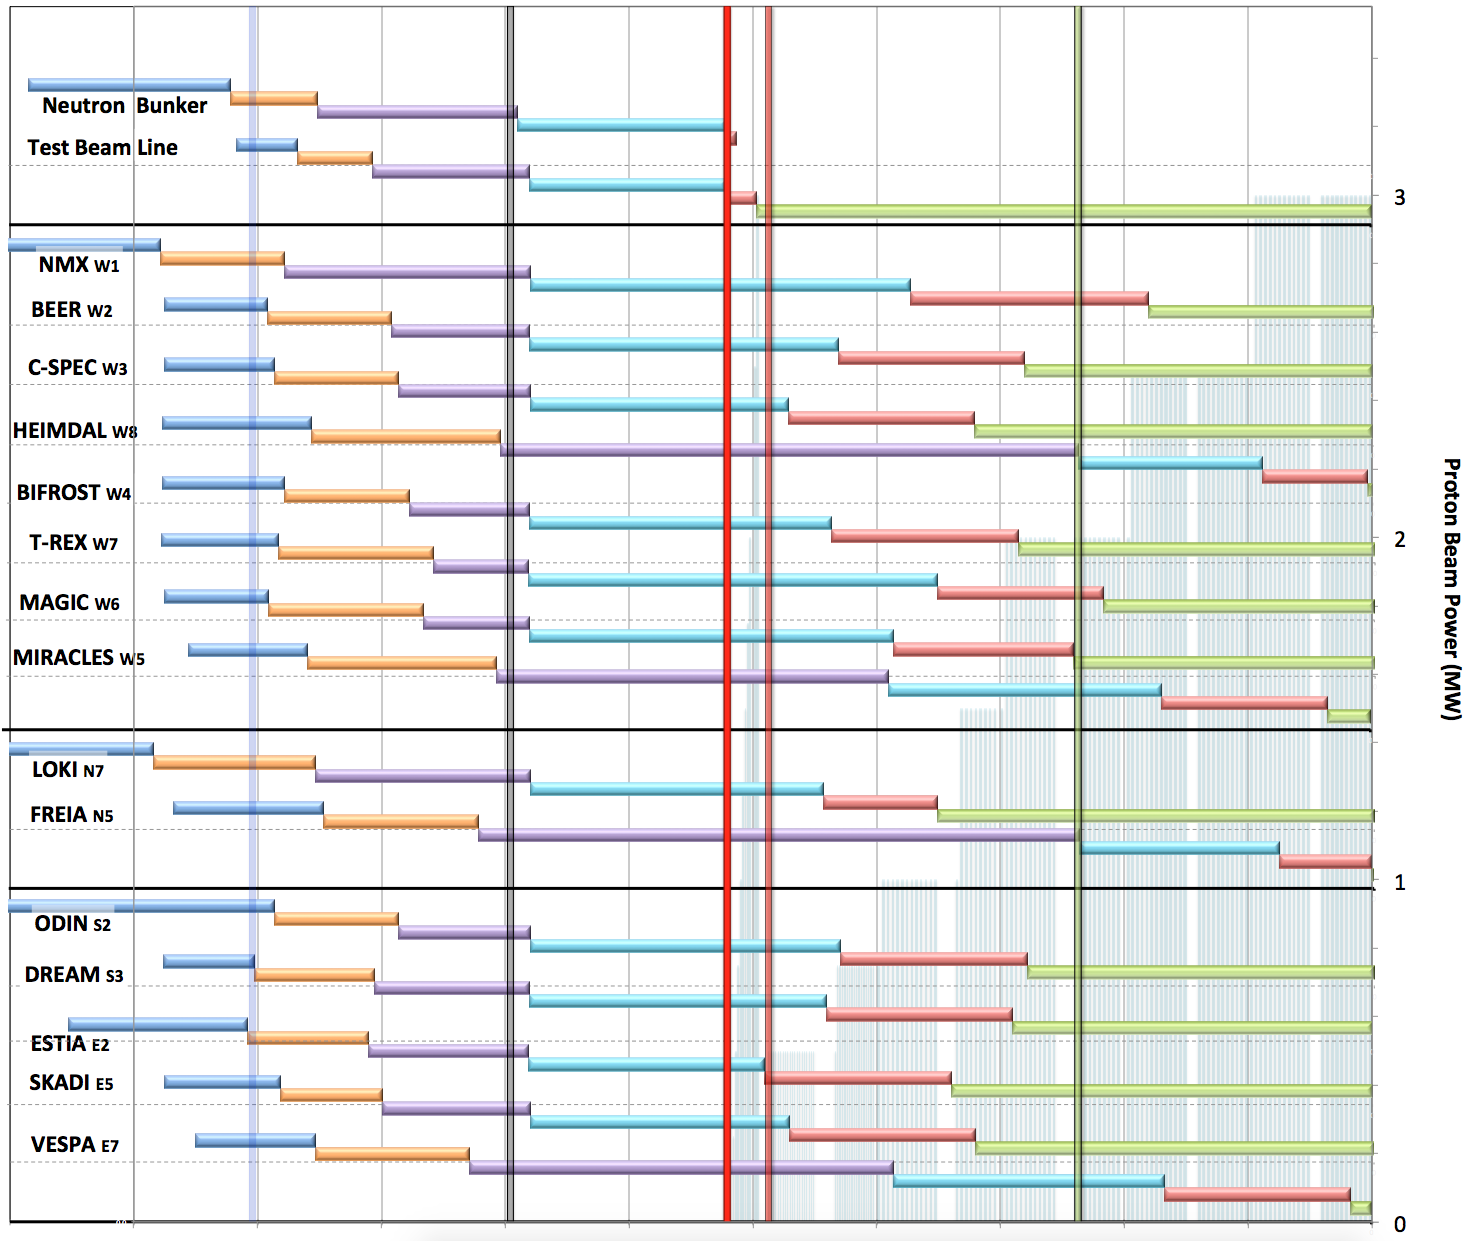 Neutron Bunker
Test Beam Line
3
NMX W1
BEER W2
C-SPEC W3
HEIMDAL W8
BIFROST W4
T-REX W7
2
MAGIC W6
MIRACLES W5
Proton Beam Power (MW)
LOKI N7
FREIA N5
1
ODIN S2
DREAM S3
ESTIA E2
SKADI E5
VESPA E7
0